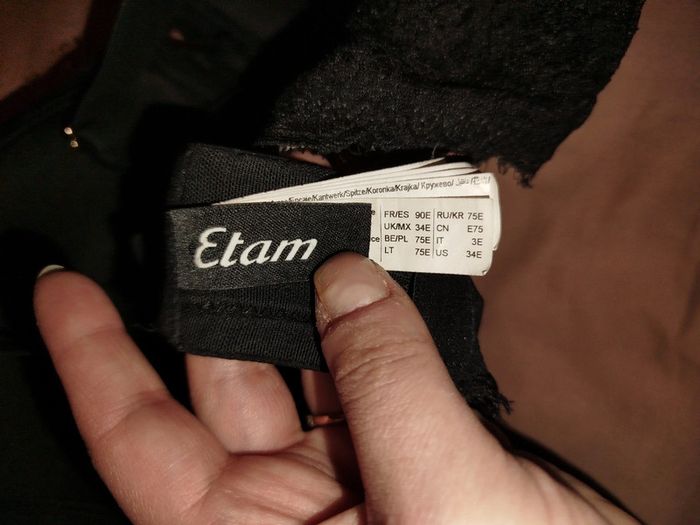 /Kantwerk/Spitze/Koronka/Krajka/ Кружево/
Etam
FR/ES 90E RU/KR 75E
UK/MX 34E CN E75
BE/PL 75E IT 3E
LT 75E US 34E